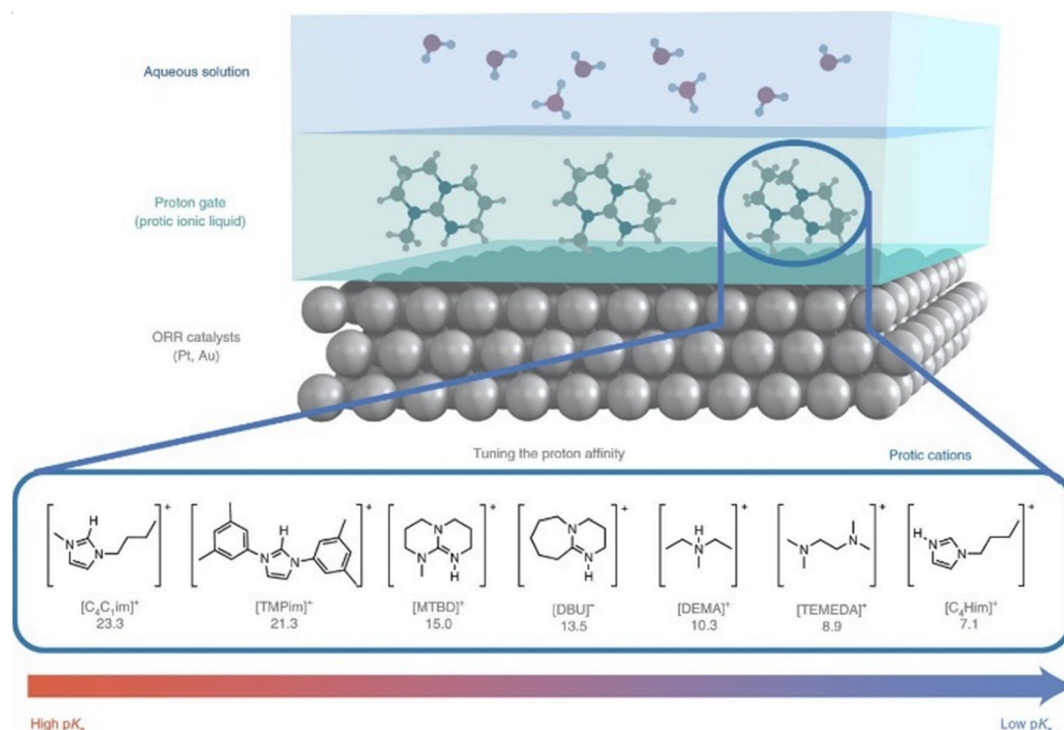 Aqueous solution
Proton gate
(protic ionic liquid)
ORR catalysts
(Pt, Au)
Tuning the proton affinity
Protic cations
H
+
N
N
[C₄C₁im]⁺
23.3
H
+
N
N
[TMPim]⁺
21.3
+
N
N
N
H
[MTBD]⁺
15.0
+
N
N
H
[DBU]⁺
13.5
H
+
N
[DEMA]⁺
10.3
+
N
N
[TEMEDA]⁺
8.9
+
H
N
N
[C₄Him]⁺
7.1
High pKₐ
Low pKₐ